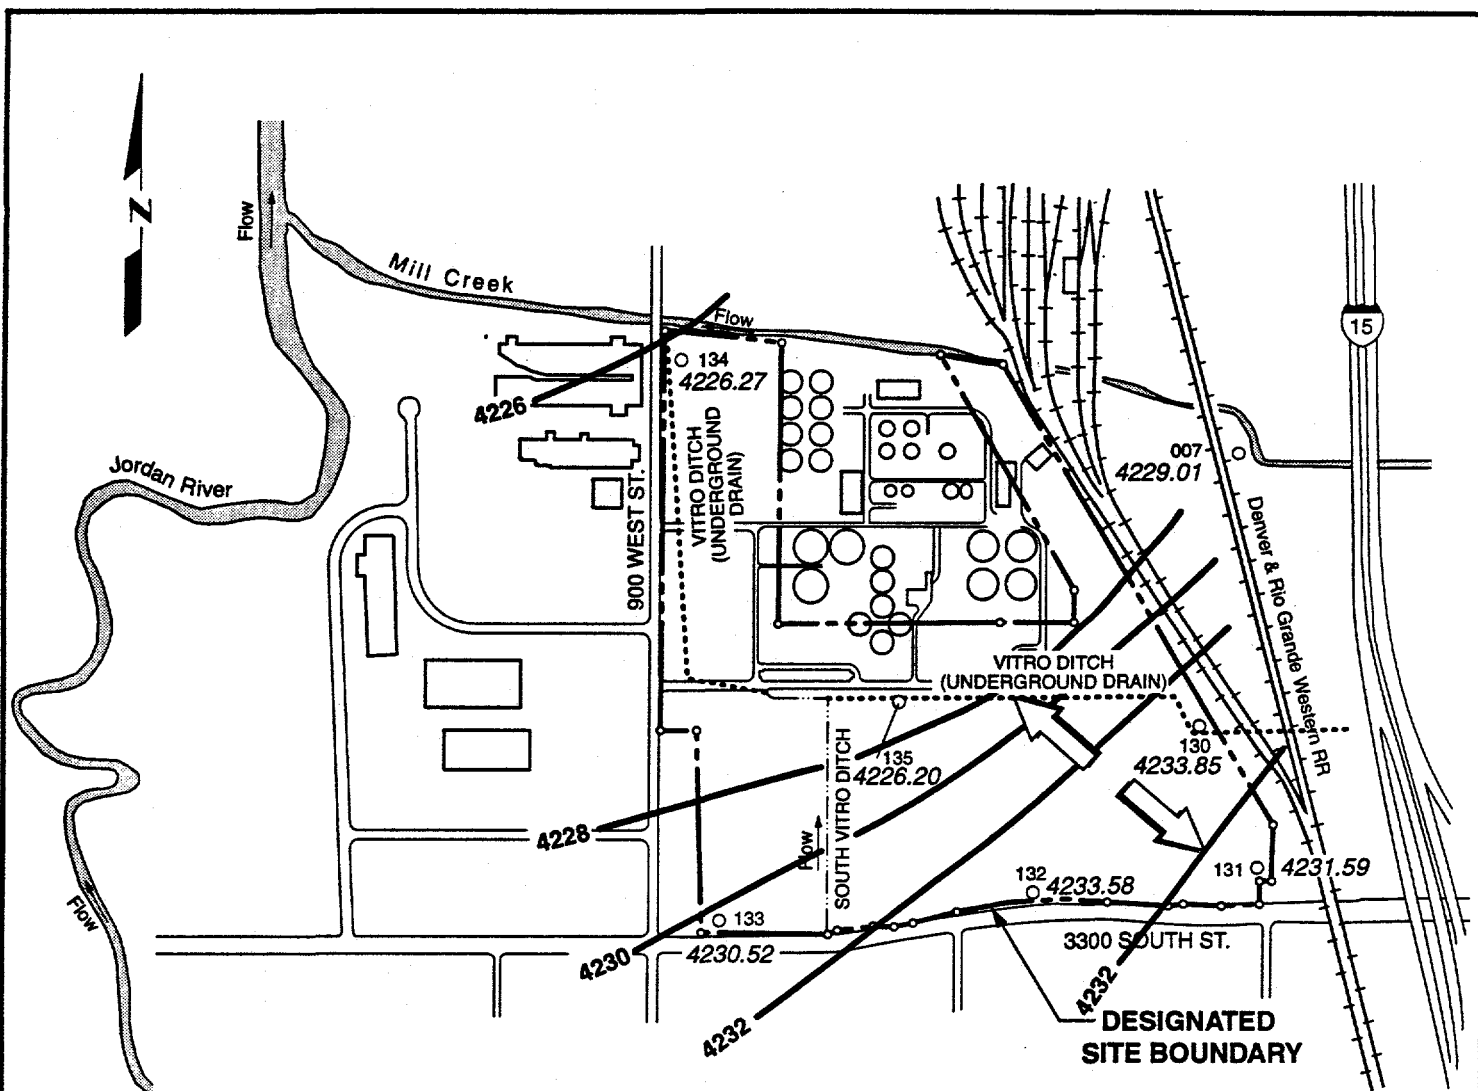 N
Flow
Mill Creek
Flow
15
134
4226.27
4226
VITRO DITCH
(UNDERGROUND
DRAIN)
900 WEST ST.
Jordan River
007
4229.01
Denver & Rio Grande Western RR
VITRO DITCH
(UNDERGROUND DRAIN)
135
4226.20
130
4233.85
SOUTH VITRO DITCH
Flow
4228
132
4233.58
131
4231.59
Flow
133
4230.52
4230
3300 SOUTH ST.
4232
4232
DESIGNATED
SITE BOUNDARY